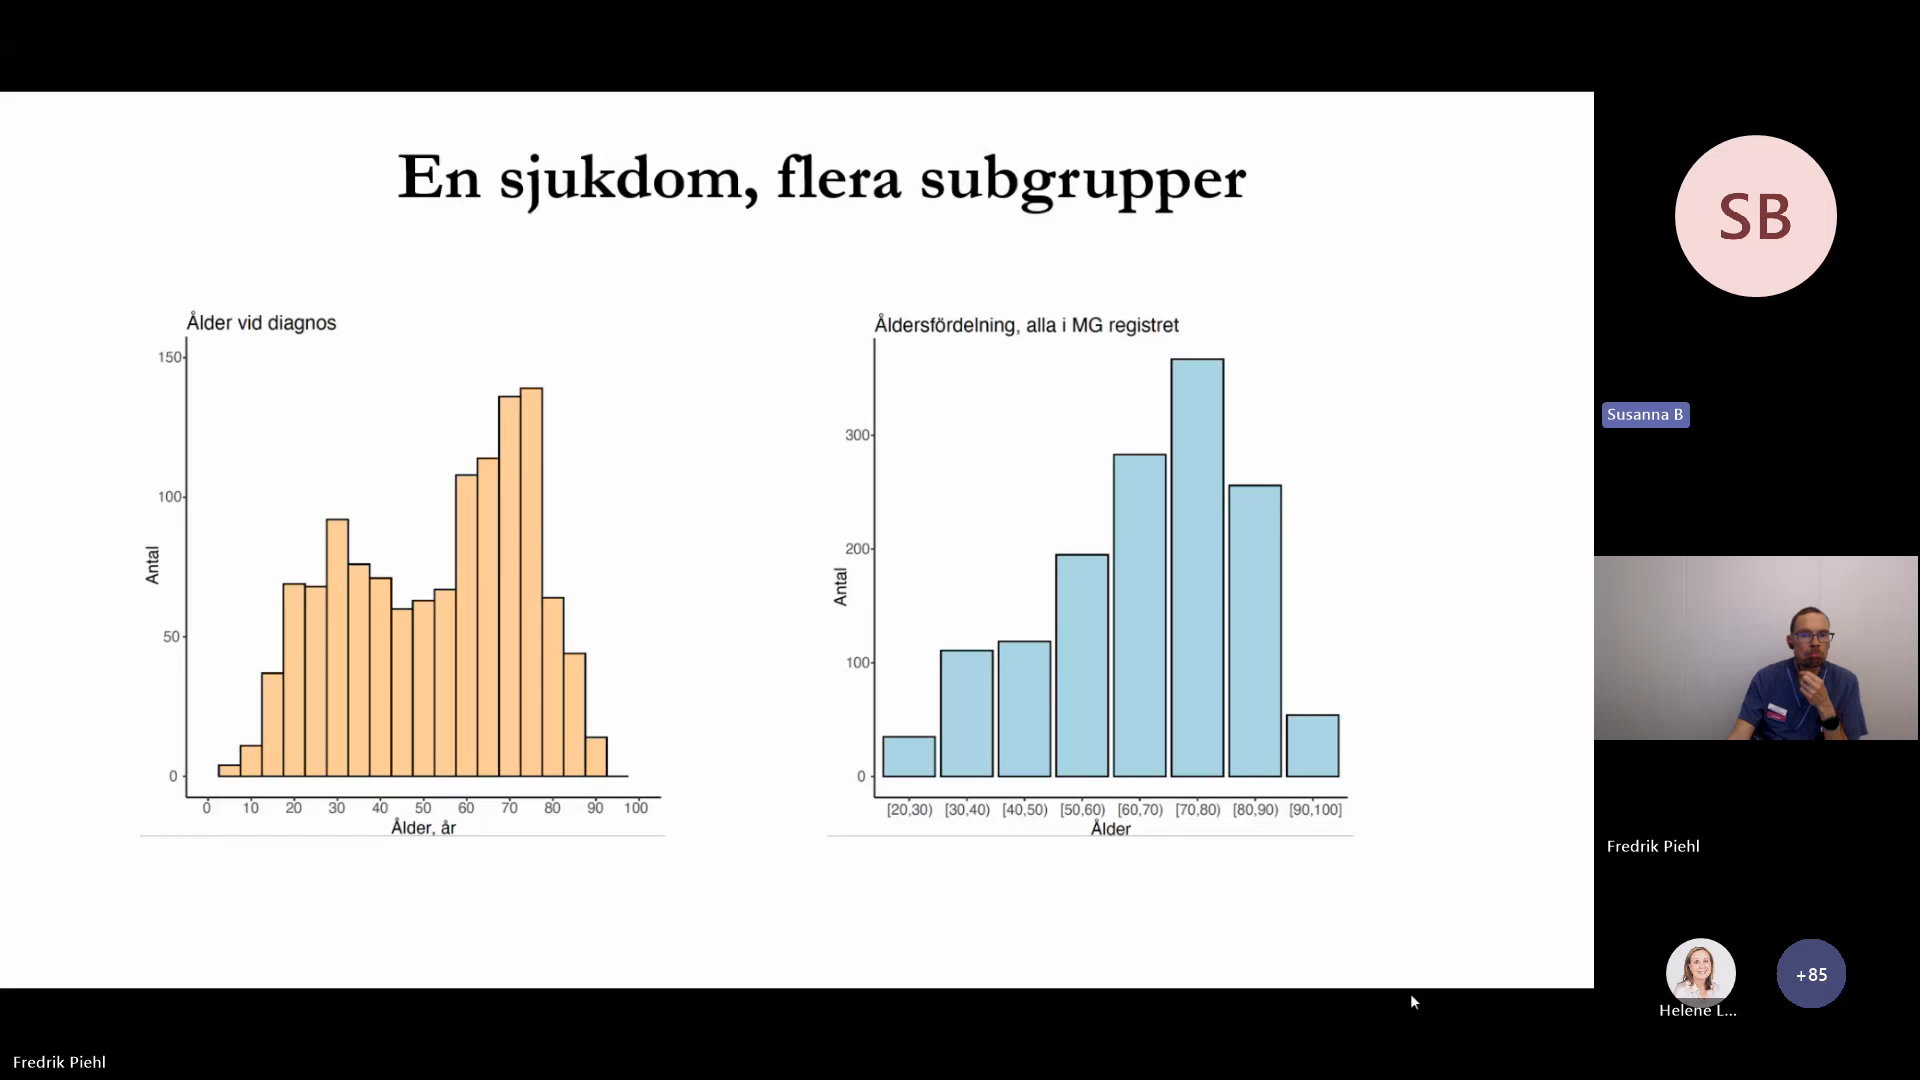 En sjukdom, flera subgrupper
Ålder vid diagnos
150
100
50
0
Antal
0 10 20 30 40 50 60 70 80 90 100
Ålder, år
Åldersfördelning, alla i MG registret
300
200
100
0
Antal
[20,30) [30,40) [40,50) [50,60) [60,70) [70,80) [80,90) [90,100]
Ålder
SB
Susanna B
Fredrik Piehl
+85
Helene L...
Fredrik Piehl